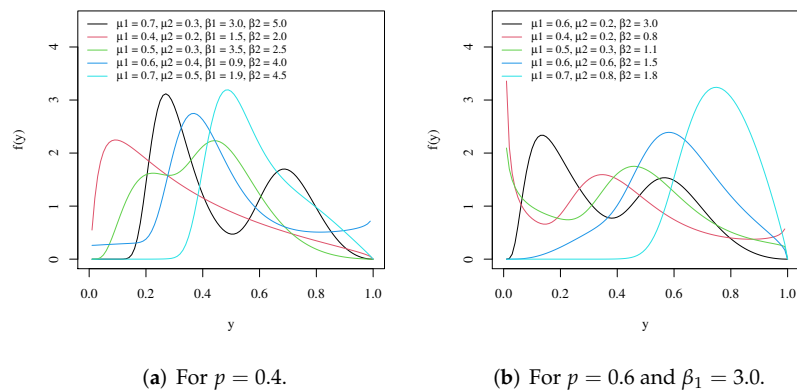 μ1 = 0.7, μ2 = 0.3, β1 = 3.0, β2 = 5.0
μ1 = 0.4, μ2 = 0.2, β1 = 1.5, β2 = 2.0
μ1 = 0.5, μ2 = 0.3, β1 = 3.5, β2 = 2.5
μ1 = 0.6, μ2 = 0.4, β1 = 0.9, β2 = 4.0
μ1 = 0.7, μ2 = 0.5, β1 = 1.9, β2 = 4.5
4
3
2
1
0
f(y)
0.0 0.2 0.4 0.6 0.8 1.0
y
(a) For p = 0.4.
μ1 = 0.6, μ2 = 0.2, β2 = 3.0
μ1 = 0.4, μ2 = 0.2, β2 = 0.8
μ1 = 0.5, μ2 = 0.3, β2 = 1.1
μ1 = 0.6, μ2 = 0.6, β2 = 1.5
μ1 = 0.7, μ2 = 0.8, β2 = 1.8
4
3
2
1
0
f(y)
0.0 0.2 0.4 0.6 0.8 1.0
y
(b) For p = 0.6 and β₁ = 3.0.